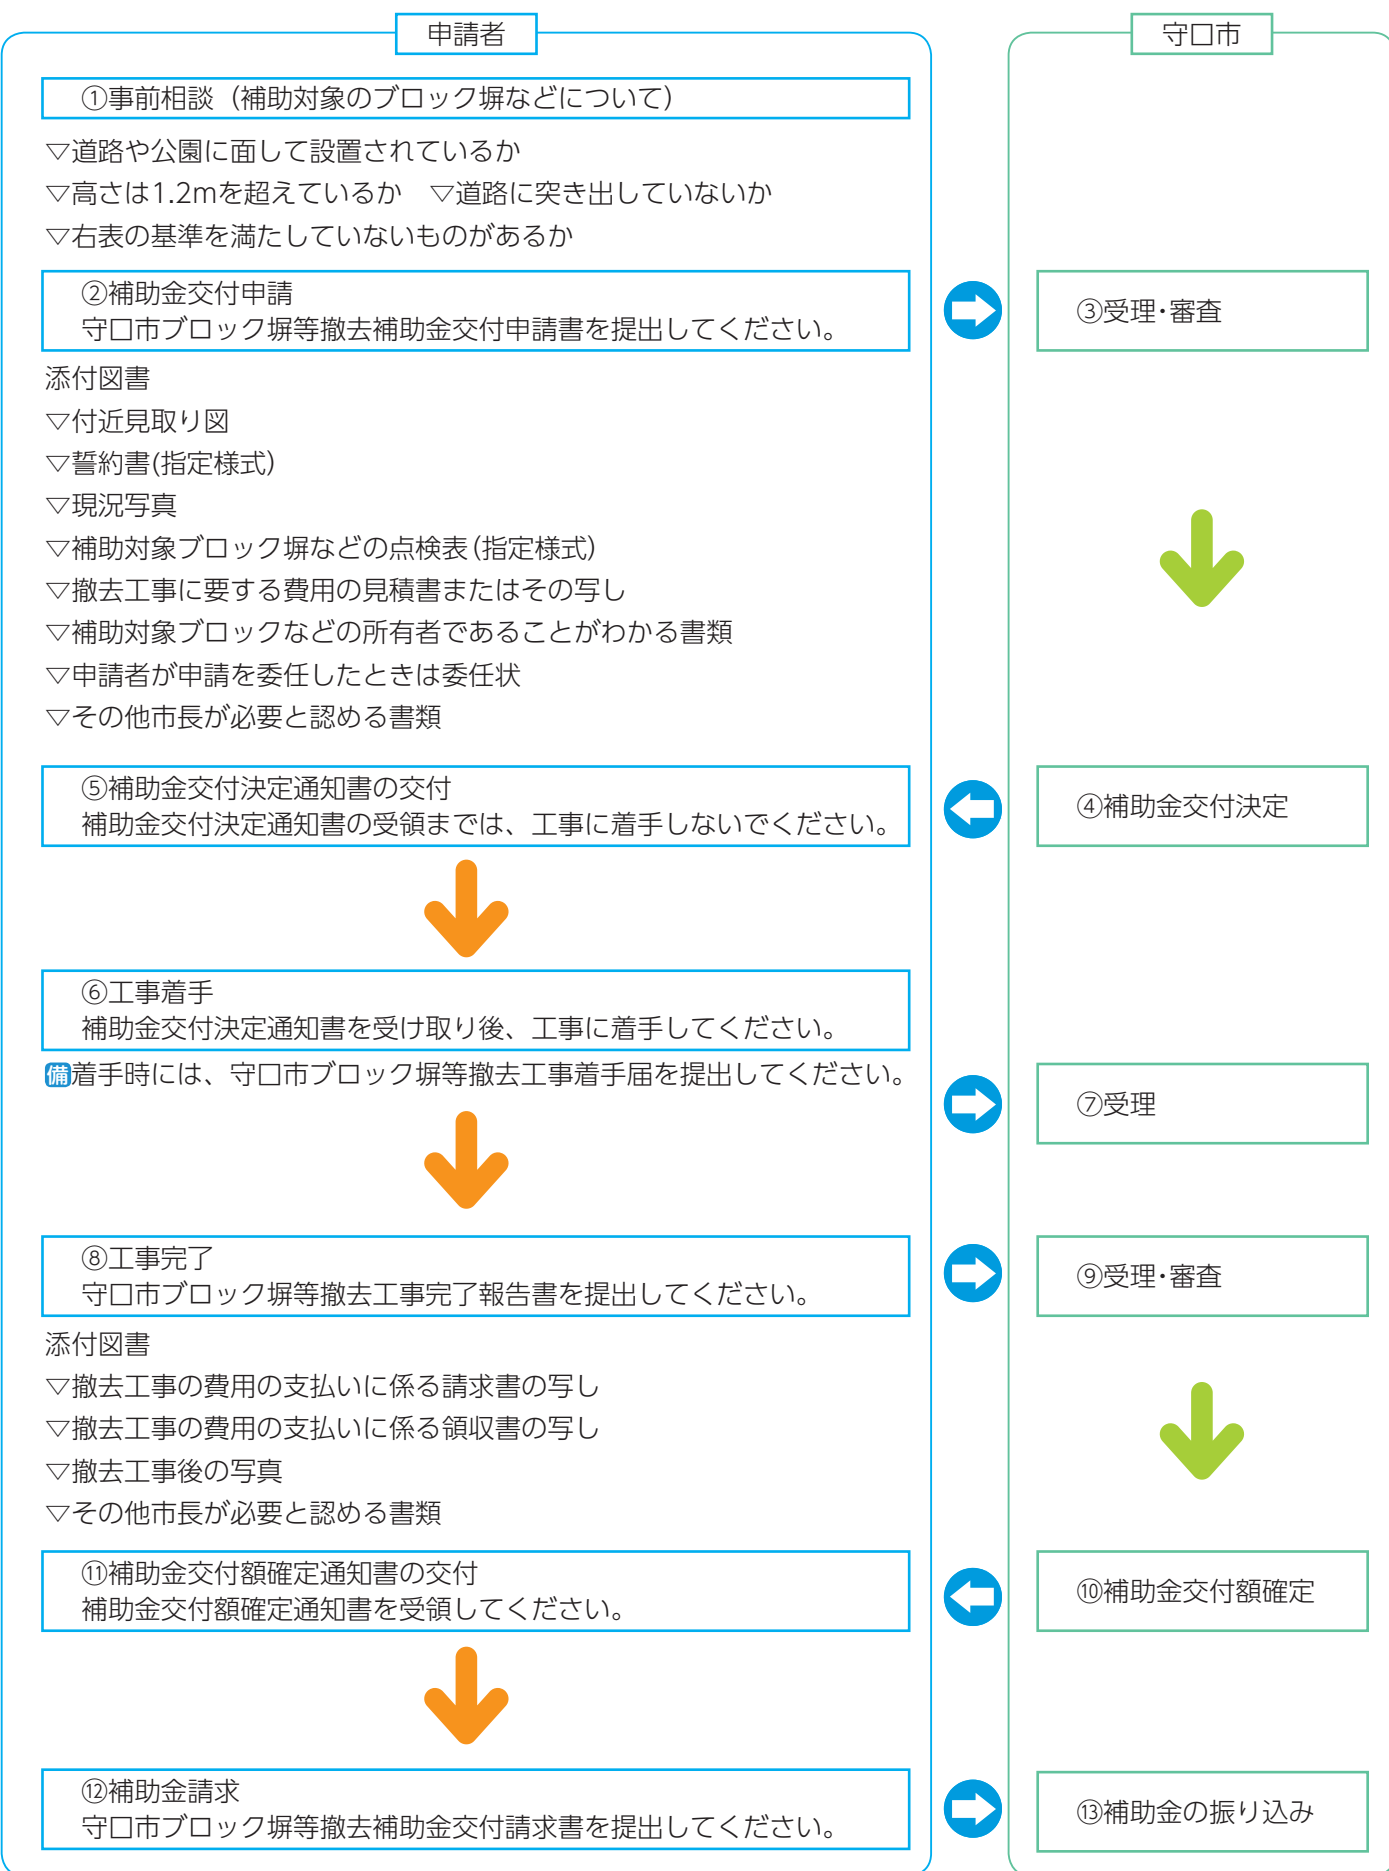 申請者
守口市
①事前相談（補助対象のブロック塀などについて）
▽道路や公園に面して設置されているか
▽高さは1.2mを超えているか　▽道路に突き出していないか
▽右表の基準を満たしていないものがあるか
②補助金交付申請
守口市ブロック塀等撤去補助金交付申請書を提出してください。
③受理・審査
添付図書
▽付近見取り図
▽誓約書(指定様式)
▽現況写真
▽補助対象ブロック塀などの点検表(指定様式)
▽撤去工事に要する費用の見積書またはその写し
▽補助対象ブロックなどの所有者であることがわかる書類
▽申請者が申請を委任したときは委任状
▽その他市長が必要と認める書類
⑤補助金交付決定通知書の交付
補助金交付決定通知書の受領までは、工事に着手しないでください。
④補助金交付決定
⑥工事着手
補助金交付決定通知書を受け取り後、工事に着手してください。
備着手時には、守口市ブロック塀等撤去工事着手届を提出してください。
⑦受理
⑧工事完了
守口市ブロック塀等撤去工事完了報告書を提出してください。
⑨受理・審査
添付図書
▽撤去工事の費用の支払いに係る請求書の写し
▽撤去工事の費用の支払いに係る領収書の写し
▽撤去工事後の写真
▽その他市長が必要と認める書類
⑪補助金交付額確定通知書の交付
補助金交付額確定通知書を受領してください。
⑩補助金交付額確定
⑫補助金請求
守口市ブロック塀等撤去補助金交付請求書を提出してください。
⑬補助金の振り込み